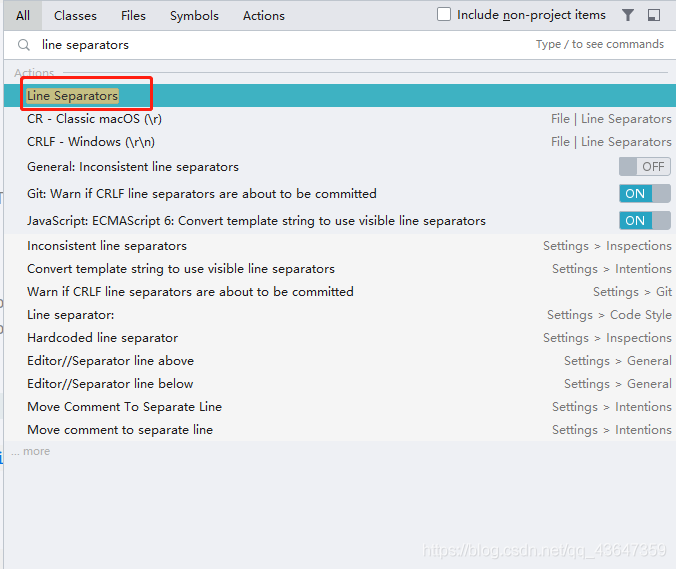 All Classes Files Symbols Actions Include non-project items
line separators Type / to see commands
Actions
Line Separators
CR - Classic macOS (\r) File | Line Separators
CRLF - Windows (\r\n) File | Line Separators
General: Inconsistent line separators OFF
Git: Warn if CRLF line separators are about to be committed ON
JavaScript: ECMAScript 6: Convert template string to use visible line separators ON
Inconsistent line separators Settings > Inspections
Convert template string to use visible line separators Settings > Intentions
Warn if CRLF line separators are about to be committed Settings > Git
Line separator: Settings > Code Style
Hardcoded line separator Settings > Inspections
Editor//Separator line above Settings > General
Editor//Separator line below Settings > General
Move Comment To Separate Line Settings > Intentions
Move comment to separate line Settings > Intentions
... more
https://blog.csdn.net/qq_43647359